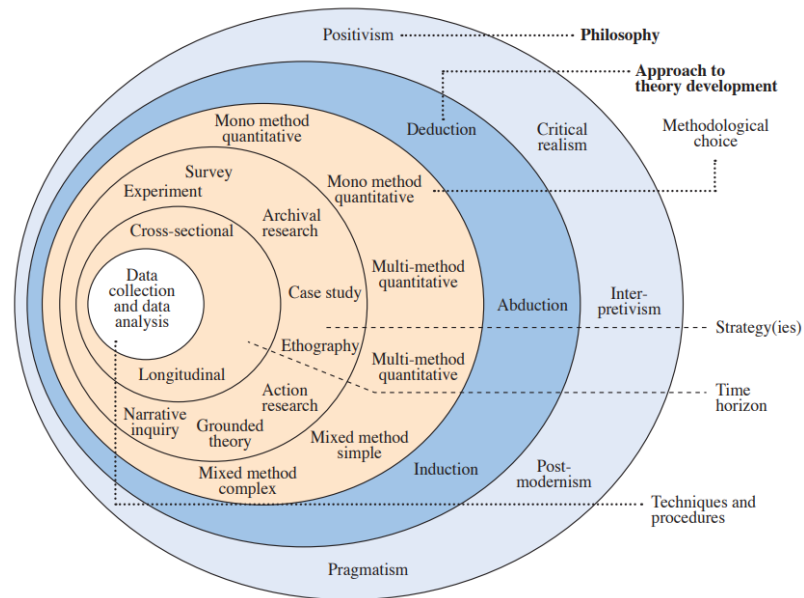 Positivism
Philosophy
Approach to
theory development
Mono method
quantitative
Deduction
Critical
realism
Methodological
choice
Survey
Experiment
Mono method
quantitative
Archival
research
Cross-sectional
Data
collection
and data
analysis
Case study
Multi-method
quantitative
Abduction
Inter-
pretivism
Strategy(ies)
Ethography
Multi-method
quantitative
Longitudinal
Time
horizon
Action
research
Narrative
inquiry
Grounded
theory
Mixed method
simple
Mixed method
complex
Induction
Post-
modernism
Techniques and
procedures
Pragmatism